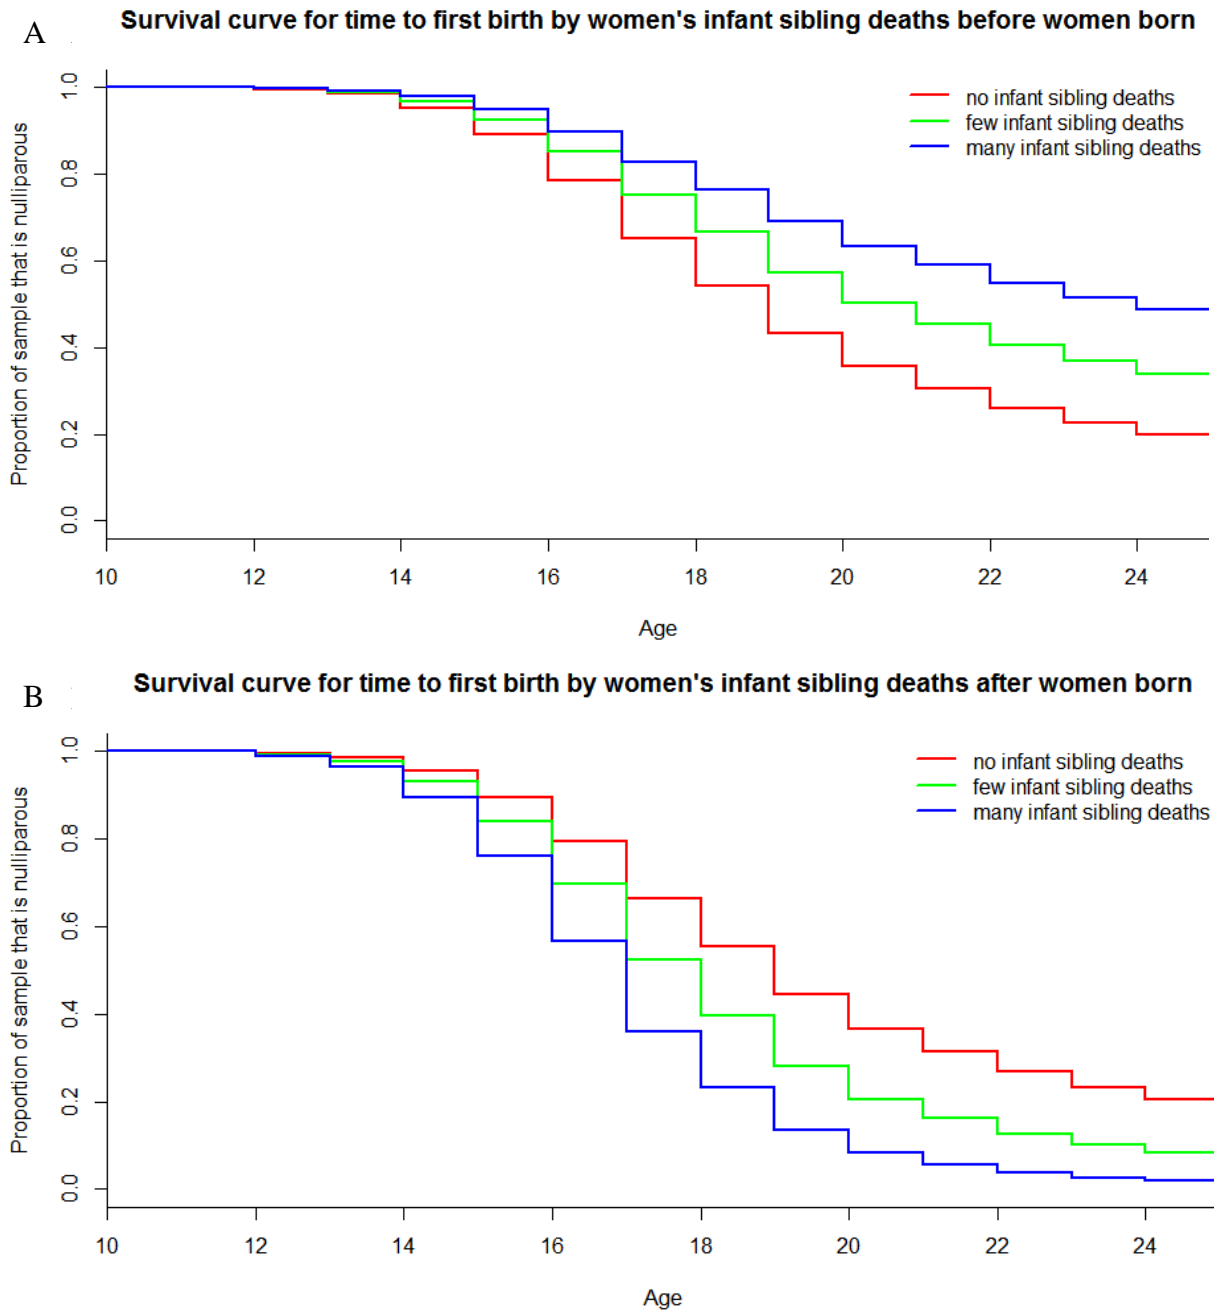 A
Survival curve for time to first birth by women's infant sibling deaths before women born
no infant sibling deaths
few infant sibling deaths
many infant sibling deaths
Proportion of sample that is nulliparous
1.0
0.8
0.6
0.4
0.2
0.0
10 12 14 16 18 20 22 24
Age
B
Survival curve for time to first birth by women's infant sibling deaths after women born
no infant sibling deaths
few infant sibling deaths
many infant sibling deaths
Proportion of sample that is nulliparous
1.0
0.8
0.6
0.4
0.2
0.0
10 12 14 16 18 20 22 24
Age